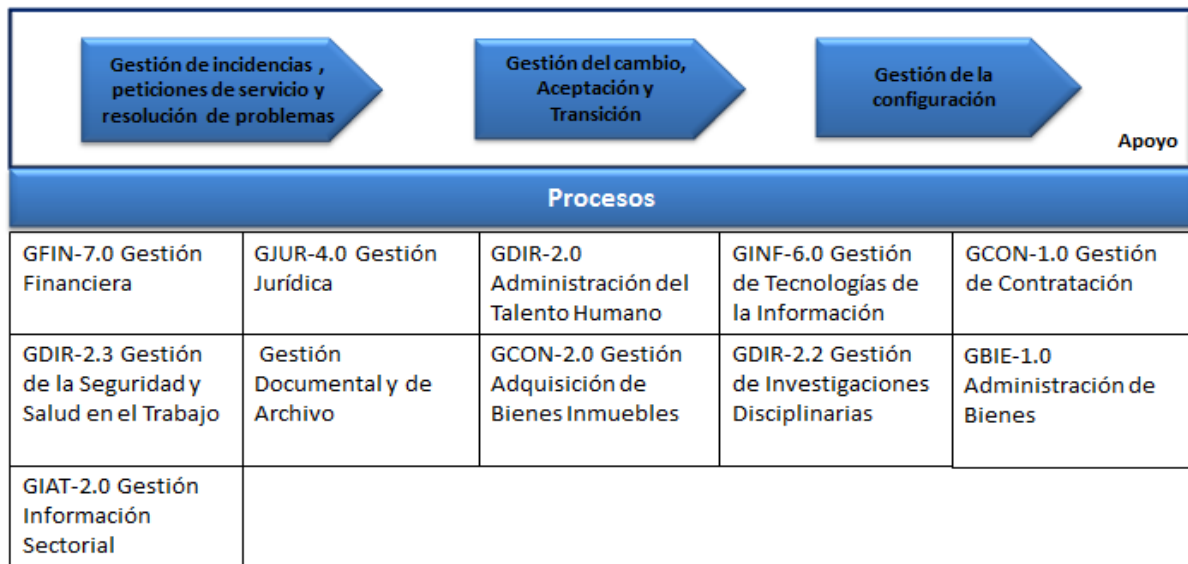 Gestión de incidencias ,
peticiones de servicio y
resolución de problemas
Gestión del cambio,
Aceptación y
Transición
Gestión de la
configuración
Apoyo
Procesos
GFIN-7.0 Gestión
Financiera
GJUR-4.0 Gestión
Jurídica
GDIR-2.0
Administración del
Talento Humano
GINF-6.0 Gestión
de Tecnologías de
la Información
GCON-1.0 Gestión
de Contratación
GDIR-2.3 Gestión
de la Seguridad y
Salud en el Trabajo
Gestión
Documental y de
Archivo
GCON-2.0 Gestión
Adquisición de
Bienes Inmuebles
GDIR-2.2 Gestión
de Investigaciones
Disciplinarias
GBIE-1.0
Administración de
Bienes
GIAT-2.0 Gestión
Información
Sectorial